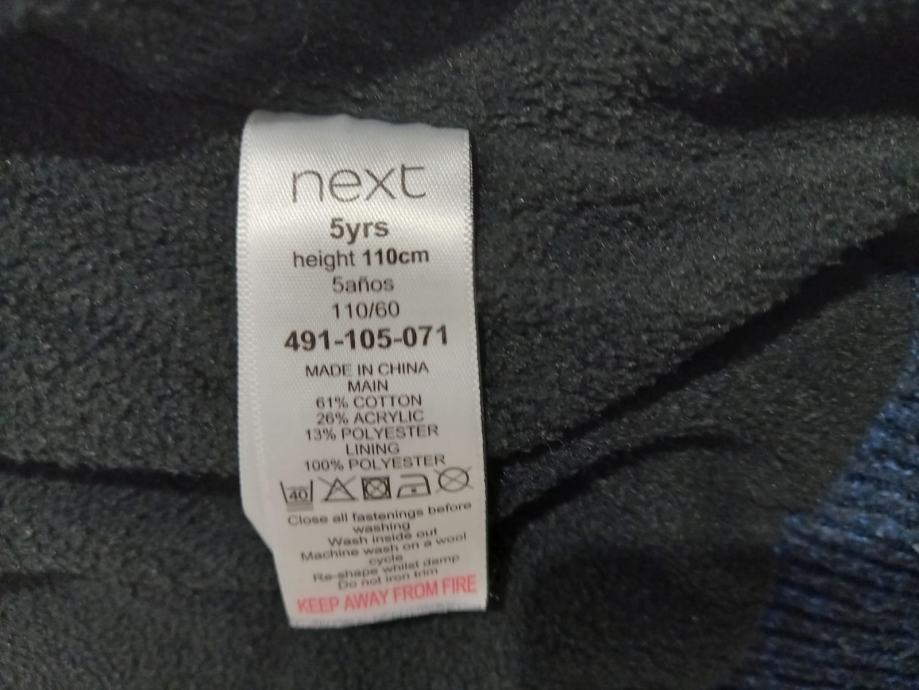 next
5yrs
height 110cm
5años
110/60
491-105-071
MADE IN CHINA
MAIN
61% COTTON
26% ACRYLIC
13% POLYESTER
LINING
100% POLYESTER
40
Close all fastenings before
washing
Wash inside out
Machine wash on a wool
cycle
Re-shape whilst damp
Do not iron trim
KEEP AWAY FROM FIRE